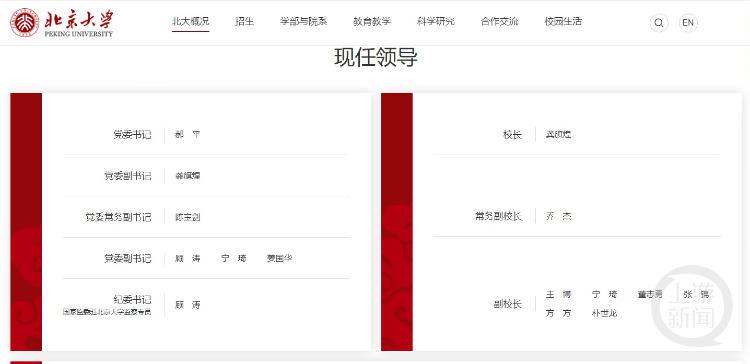 北京大学
PEKING UNIVERSITY
北大概况 招生 学部与院系 教育教学 科学研究 合作交流 校园生活 EN
现任领导
党委书记 郝 平
党委副书记 龚旗煌
党委常务副书记 陈宝剑
党委副书记 顾 涛 宁 琦 姜国华
纪委书记
国家监委驻北京大学监察专员 顾 涛
校长 龚旗煌
常务副校长 乔 杰
副校长 王 博 宁 琦 董志勇 张 锦
方 方 朴世龙
上游
新闻